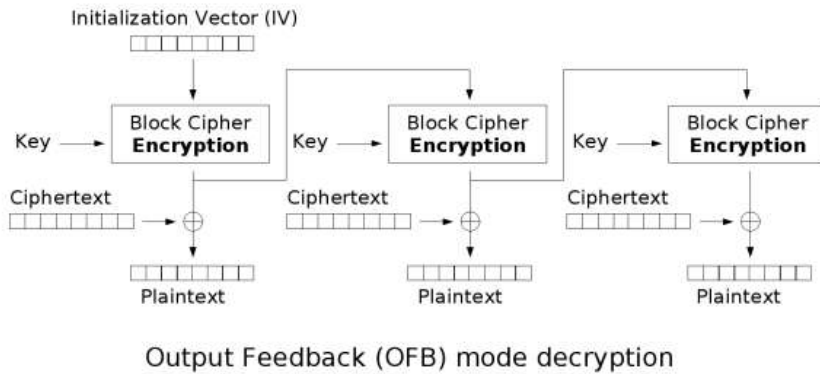 Initialization Vector (IV)
Block Cipher
Encryption
Key
Ciphertext
Plaintext
Block Cipher
Encryption
Key
Ciphertext
Plaintext
Block Cipher
Encryption
Key
Ciphertext
Plaintext
Output Feedback (OFB) mode decryption